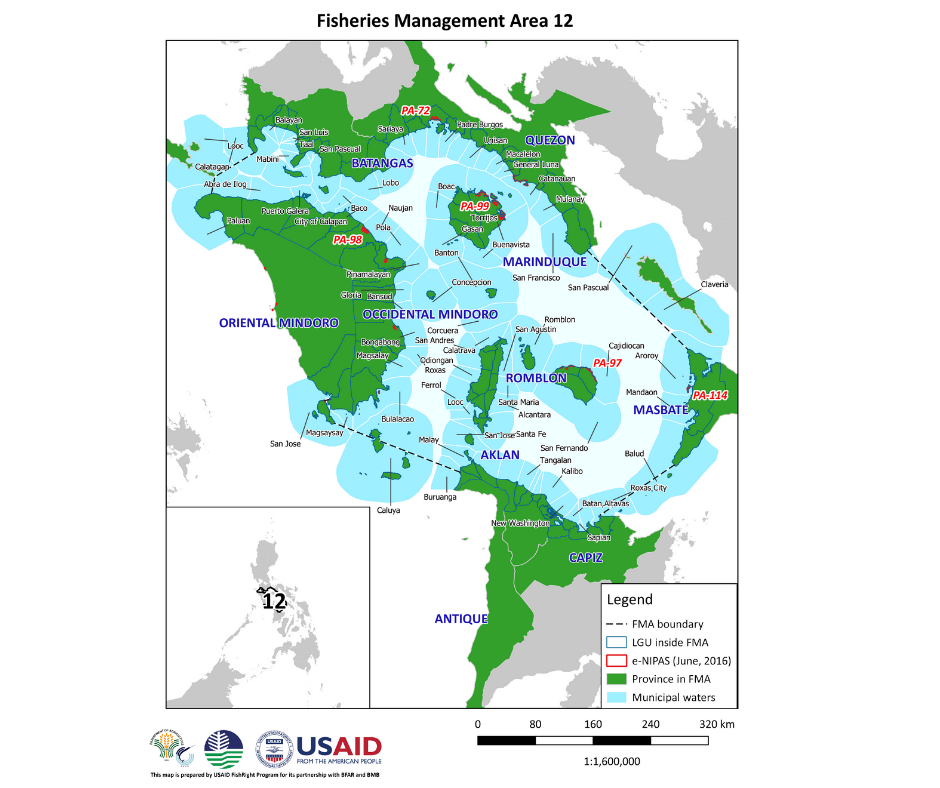 Fisheries Management Area 12
PA-72
Balayan
San Luis
Taal
San Pascual
Sariaya
Padre Burgos
Unisan
QUEZON
Looc
Mabini
BATANGAS
Macalelon
General Luna
Calatagan
Catanauan
Abra de Ilog
Lobo
Boac
Mulanay
Puerto Galera
Baco
Naujan
PA-99
Torrijos
Paluan
City of Calapan
Pola
Gasan
PA-98
Buenavista
Banton
MARINDUQUE
Pinamalayan
San Francisco
Concepcion
San Pascual
Claveria
Gloria
Bansud
OCCIDENTAL MINDORO
ORIENTAL MINDORO
Romblon
Corcuera
San Agustin
Bongabong
San Andres
Calatrava
Cajidiocan
Magsalay
Odiongan
Aroroy
Roxas
PA-97
ROMBLON
Ferrol
Mandaon
PA-114
Looc
Santa Maria
MASBATE
Alcantara
Bulalacao
Magsaysay
San Jose
Malay
San Jose
Santa Fe
San Fernando
AKLAN
Tangalan
Balud
Kalibo
Roxas City
Buruanga
Caluya
Batan
Altavas
New Washington
Sapian
CAPIZ
ANTIQUE
12
Legend
FMA boundary
LGU inside FMA
e-NIPAS (June, 2016)
Province in FMA
Municipal waters
0 80 160 240 320 km
1:1,600,000
USAID
FROM THE AMERICAN PEOPLE
This map is prepared by USAID FishRight Program for its partnership with BFAR and BMB